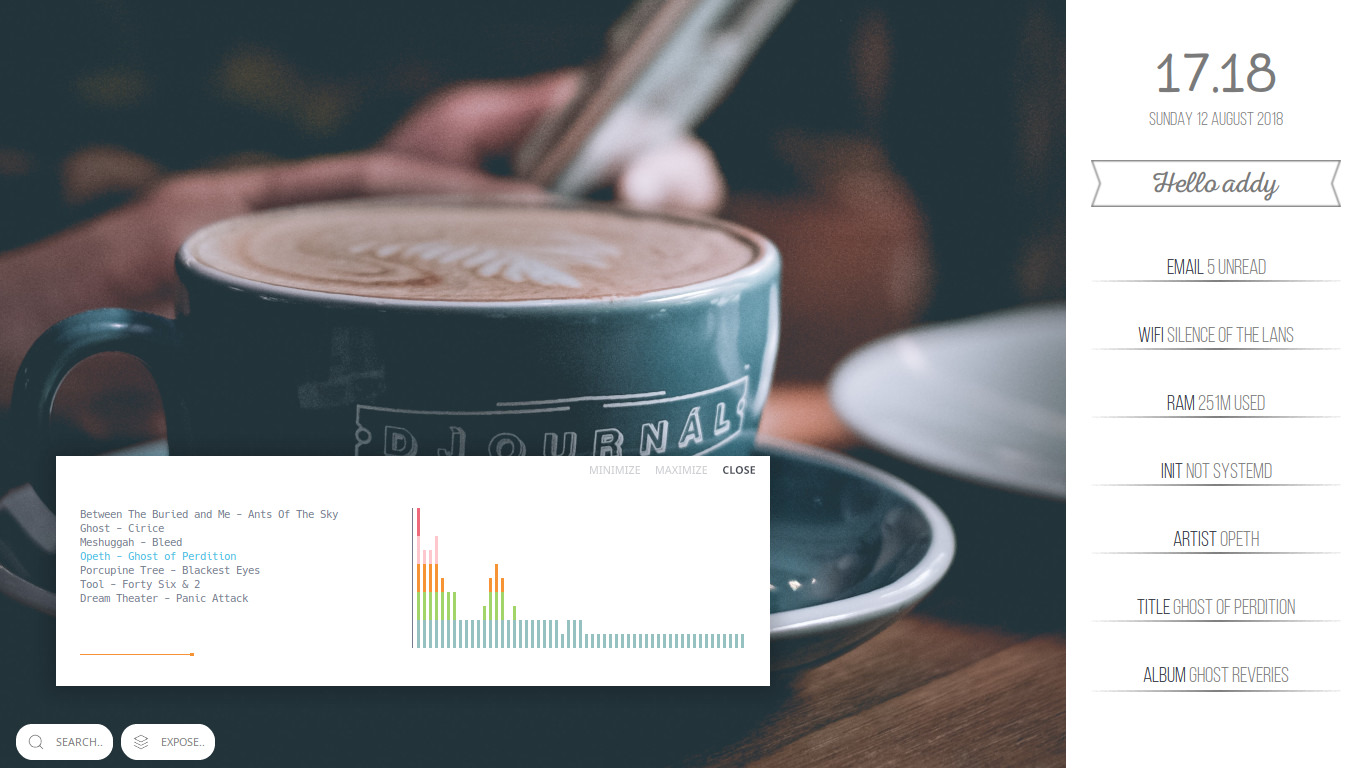 17.18
SUNDAY 12 AUGUST 2018
Hello addy
EMAIL 5 UNREAD
WIFI SILENCE OF THE LANS
RAM 251M USED
INIT NOT SYSTEMD
ARTIST OPETH
TITLE GHOST OF PERDITION
ALBUM GHOST REVERIES
DJOURNÁL
MINIMIZE MAXIMIZE CLOSE
Between The Buried and Me - Ants Of The Sky
Ghost - Cirice
Meshuggah - Bleed
Opeth - Ghost of Perdition
Porcupine Tree - Blackest Eyes
Tool - Forty Six & 2
Dream Theater - Panic Attack
SEARCH..
EXPOSE..